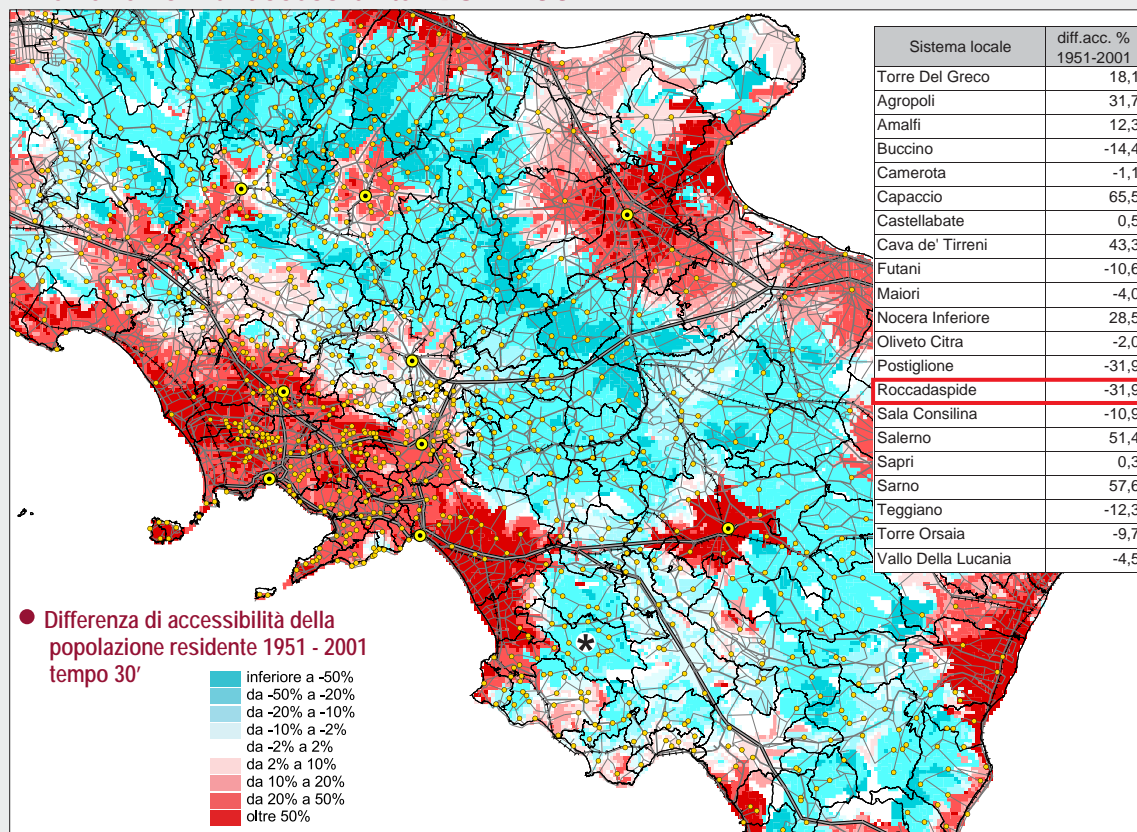 Sistema locale diff.acc. % 1951-2001
Torre Del Greco 18,1
Agropoli 31,7
Amalfi 12,3
Buccino -14,4
Camerota -1,1
Capaccio 65,5
Castellabate 0,5
Cava de' Tirreni 43,3
Futani -10,6
Maiori -4,0
Nocera Inferiore 28,5
Oliveto Citra -2,0
Postiglione -31,9
Roccadaspide -31,9
Sala Consilina -10,9
Salerno 51,4
Sapri 0,3
Sarno 57,6
Teggiano -12,3
Torre Orsaia -9,7
Vallo Della Lucania -4,5
*
Differenza di accessibilità della
popolazione residente 1951 - 2001
tempo 30'
inferiore a -50%
da -50% a -20%
da -20% a -10%
da -10% a -2%
da -2% a 2%
da 2% a 10%
da 10% a 20%
da 20% a 50%
oltre 50%